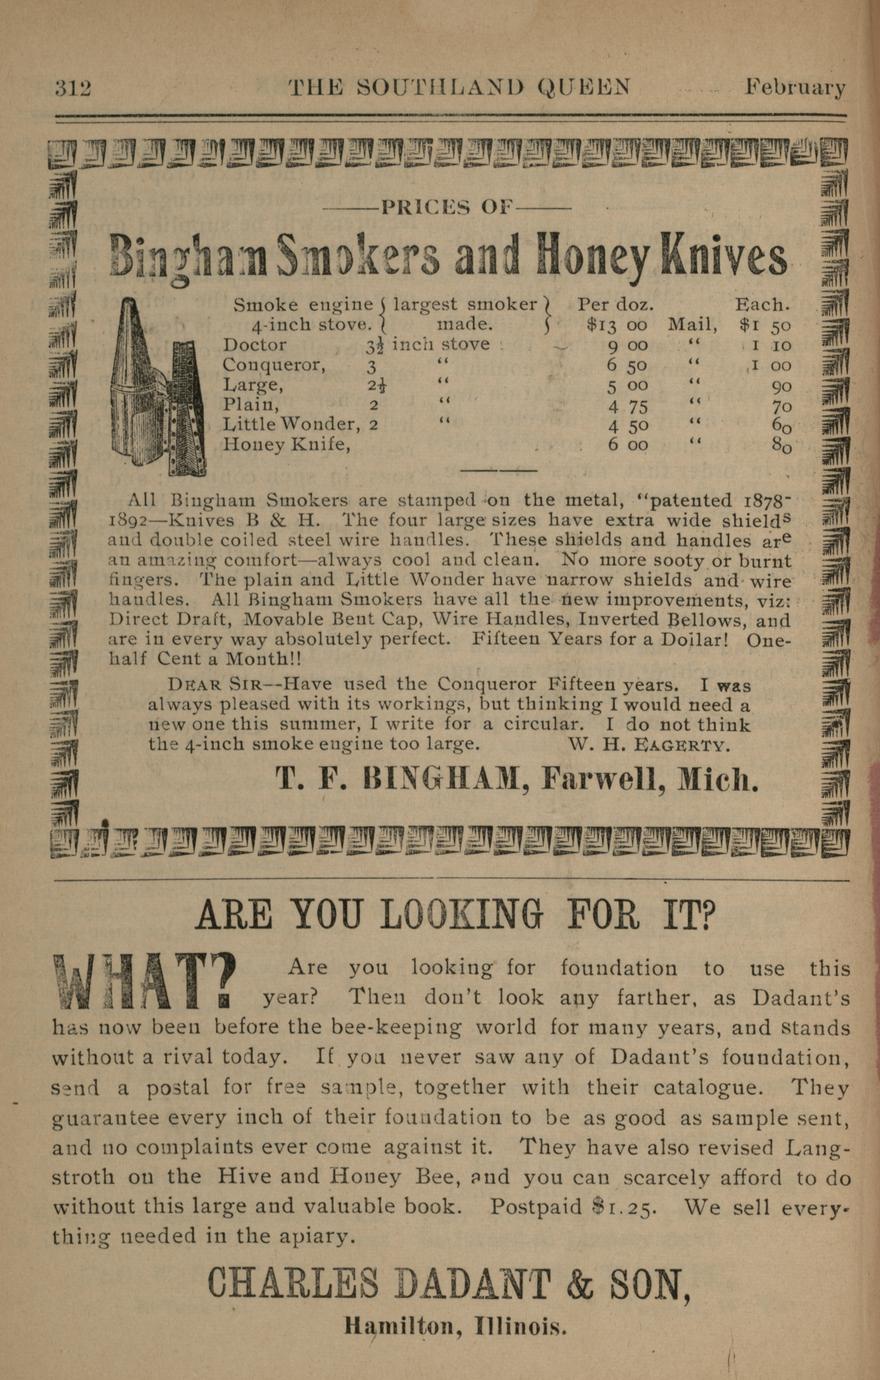 312 THE SOUTHLAND QUEEN February
PRICES OF
Bingham Smokers and Honey Knives
Smoke engine { largest smoker } Per doz. Each.
4-inch stove. { made. } $13 00 Mail, $1 50
Doctor 3½ inch stove 9 00 “ 1 10
Conqueror, 3 “ 6 50 “ 1 00
Large, 2½ “ 5 00 “ 90
Plain, 2 “ 4 75 “ 70
Little Wonder, 2 “ 4 50 “ 60
Honey Knife, 6 00 “ 80
All Bingham Smokers are stamped on the metal, “patented 1878-
1892—Knives B & H. The four large sizes have extra wide shields
and double coiled steel wire handles. These shields and handles are
an amazing comfort—always cool and clean. No more sooty or burnt
fingers. The plain and Little Wonder have narrow shields and wire
handles. All Bingham Smokers have all the new improvements, viz:
Direct Draft, Movable Bent Cap, Wire Handles, Inverted Bellows, and
are in every way absolutely perfect. Fifteen Years for a Dollar! One-
half Cent a Month!!
DEAR SIR--Have used the Conqueror Fifteen years. I was
always pleased with its workings, but thinking I would need a
new one this summer, I write for a circular. I do not think
the 4-inch smoke engine too large. W. H. EAGERTY.
T. F. BINGHAM, Farwell, Mich.
ARE YOU LOOKING FOR IT?
WHAT? Are you looking for foundation to use this
year? Then don't look any farther, as Dadant's
has now been before the bee-keeping world for many years, and stands
without a rival today. If you never saw any of Dadant's foundation,
send a postal for free sample, together with their catalogue. They
guarantee every inch of their foundation to be as good as sample sent,
and no complaints ever come against it. They have also revised Lang-
stroth on the Hive and Honey Bee, and you can scarcely afford to do
without this large and valuable book. Postpaid $1.25. We sell every-
thing needed in the apiary.
CHARLES DADANT & SON,
Hamilton, Illinois.